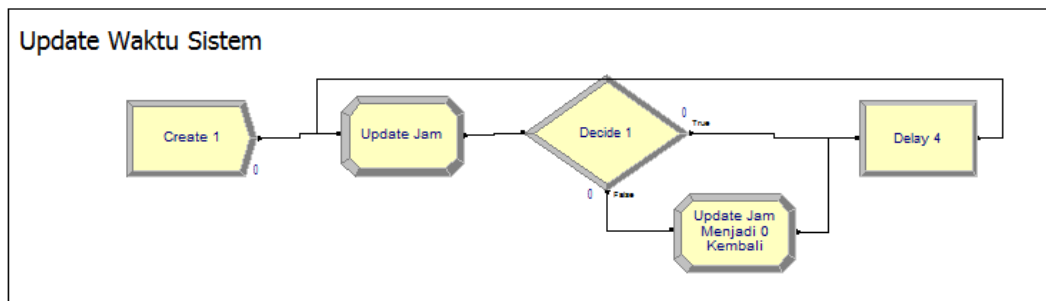 Update Waktu Sistem
Create 1
0
Update Jam
Decide 1
0
True
0
False
Update Jam
Menjadi 0
Kembali
Delay 4